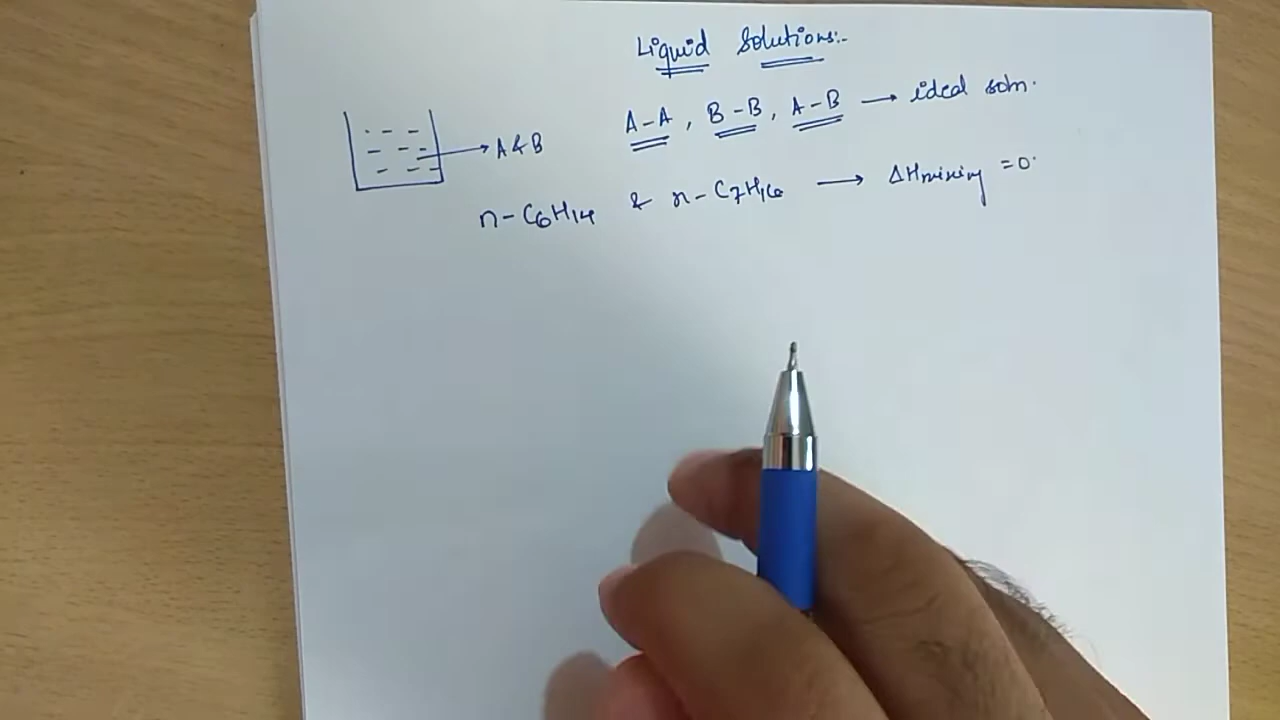 Liquid Solutions:-
A-A, B-B, A-B → ideal soln.
→ A & B
n-C6H14 & n-C7H16 → ΔHmixing = 0